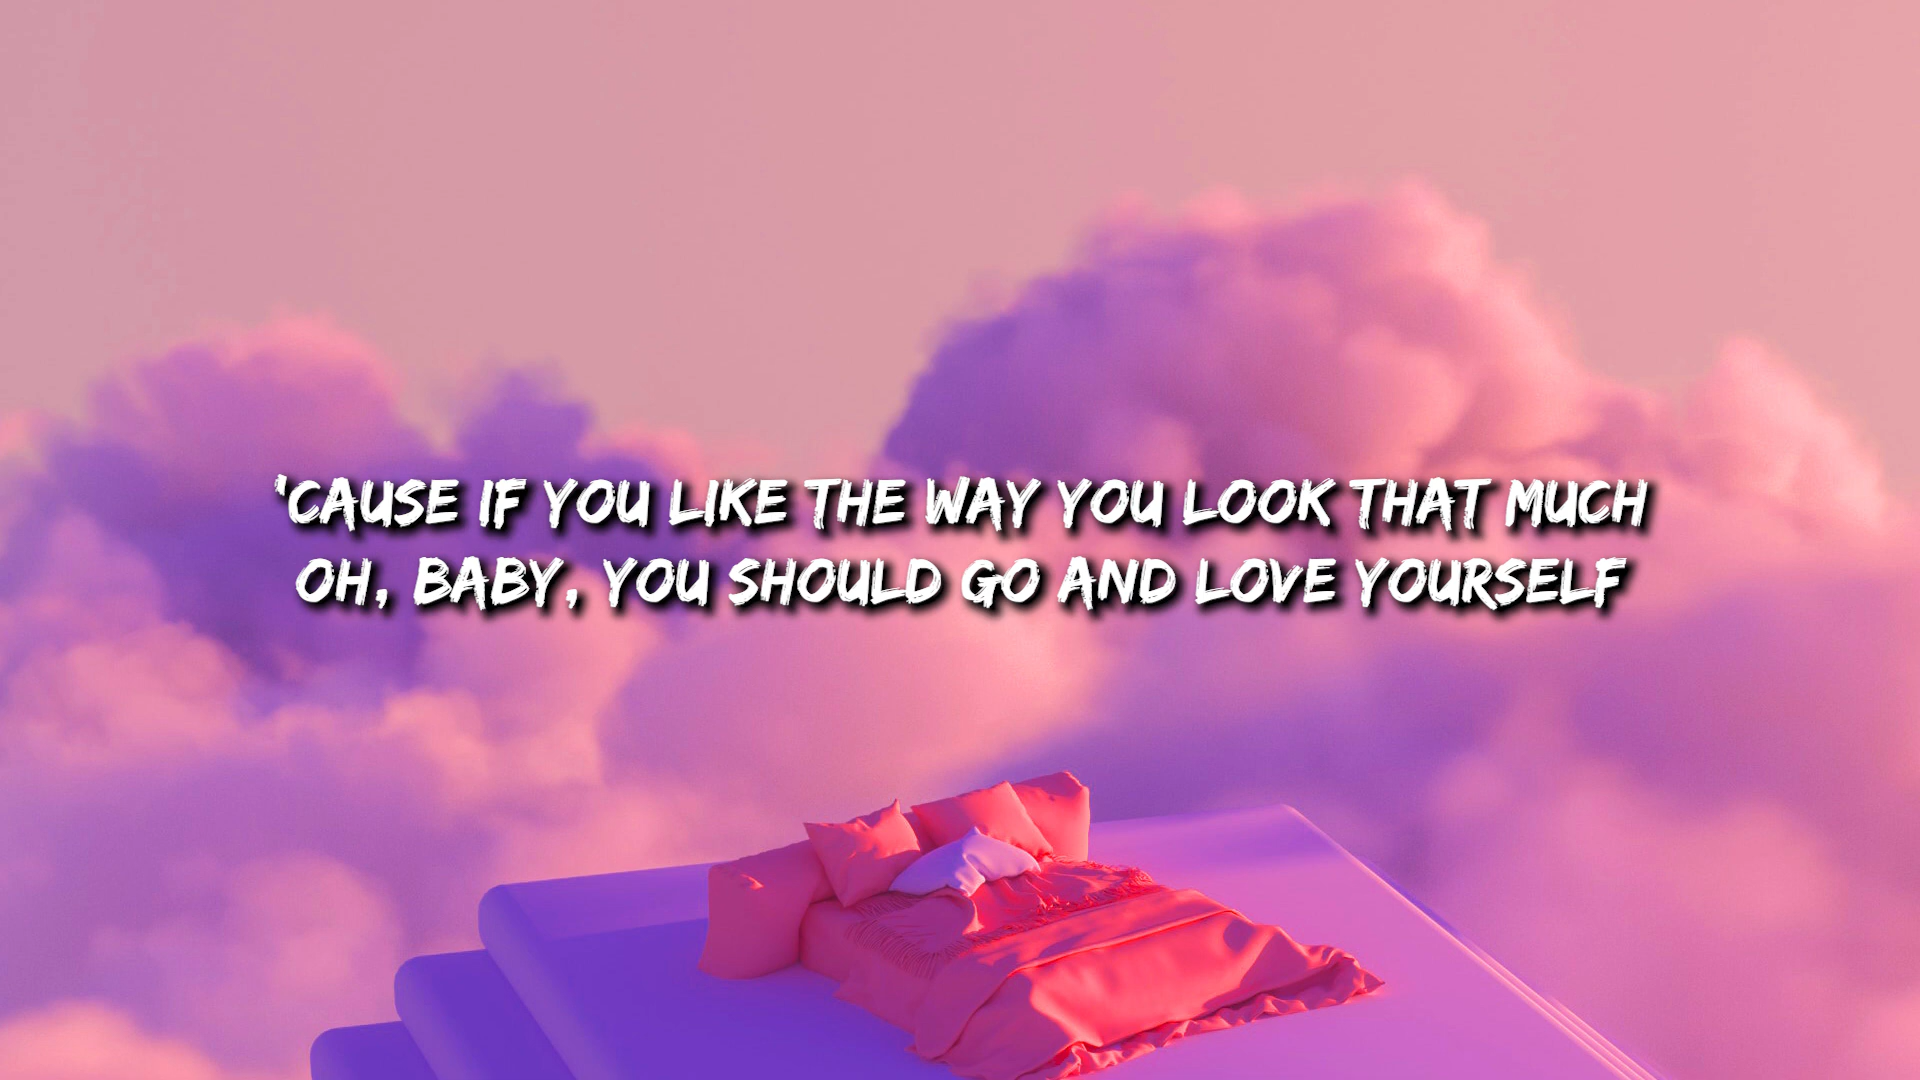 'CAUSE IF YOU LIKE THE WAY YOU LOOK THAT MUCH
OH, BABY, YOU SHOULD GO AND LOVE YOURSELF